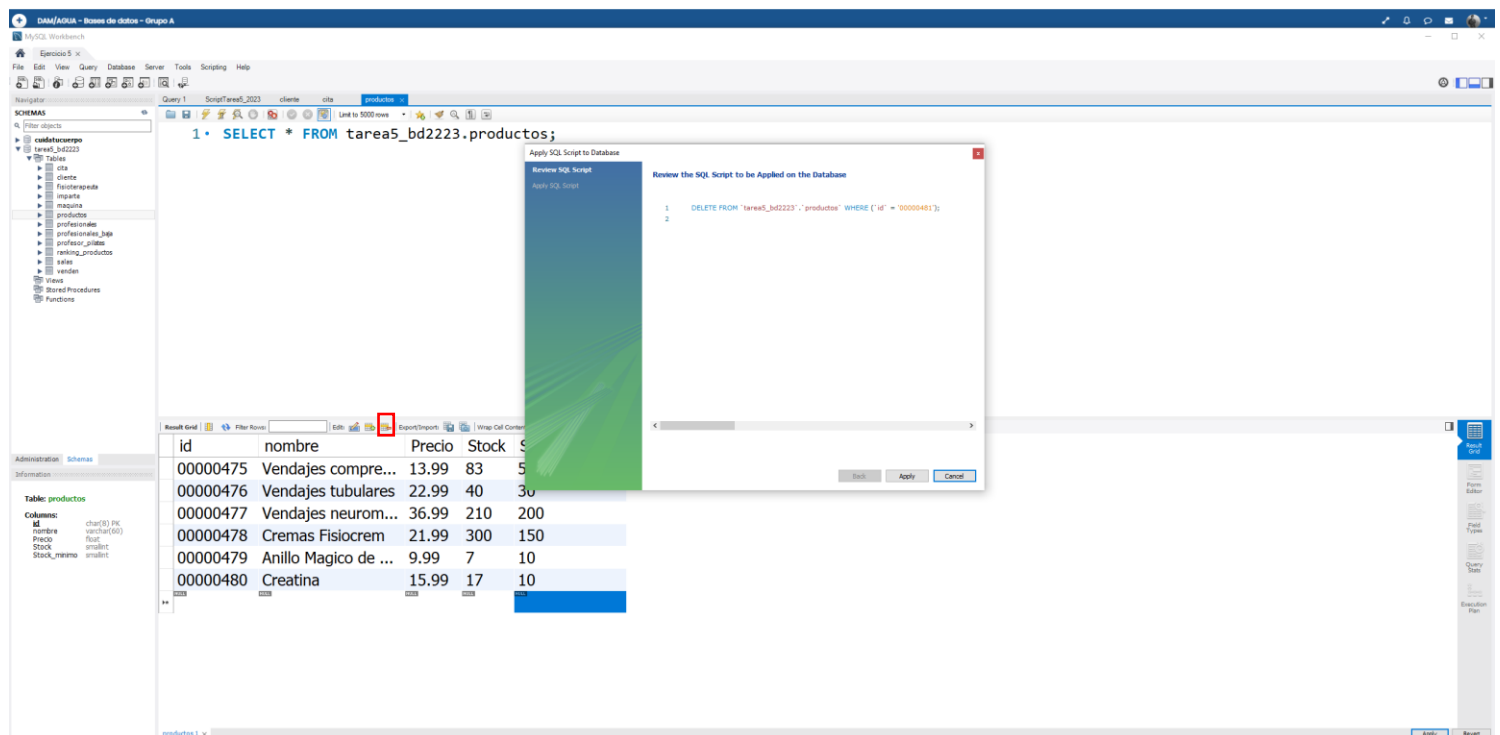 DAM/AGUA - Bases de datos - Grupo A
MySQL Workbench
Ejercicio 5 ×
File Edit View Query Database Server Tools Scripting Help
Navigator
Query 1 ScriptTarea5_2023 cliente cita productos ×
SCHEMAS
Limit to 5000 rows
Filter objects
1 SELECT * FROM tarea5_bd2223.productos;
cuidatucuerpo
tarea5_bd2223
Tables
cita
cliente
fisioterapeuta
imparte
maquina
productos
profesionales
profesionales_baja
profesor_pilates
ranking_productos
salas
venden
Views
Stored Procedures
Functions
Apply SQL Script to Database
Review SQL Script
Apply SQL Script
Review the SQL Script to be Applied on the Database
1 DELETE FROM `tarea5_bd2223`.`productos` WHERE (`id` = '00000481');
2
Back Apply Cancel
Result Grid Filter Rows: Edit: Export/Import: Wrap Cell Conten
id nombre Precio Stock S
00000475 Vendajes compre... 13.99 83 5
00000476 Vendajes tubulares 22.99 40 30
00000477 Vendajes neurom... 36.99 210 200
00000478 Cremas Fisiocrem 21.99 300 150
00000479 Anillo Magico de ... 9.99 7 10
00000480 Creatina 15.99 17 10
NULL NULL NULL NULL NULL
Administration Schemas
Information
Table: productos
Columns:
id char(8) PK
nombre varchar(60)
Precio float
Stock smallint
Stock_minimo smallint
Result Grid
Form Editor
Field Types
Query Stats
Execution Plan
productos 1 ×
Apply Revert